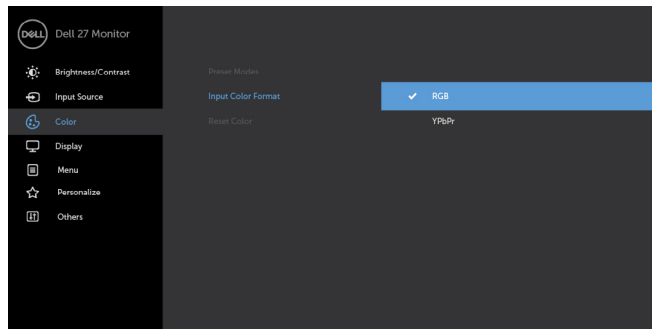 DELL Dell 27 Monitor
Brightness/Contrast Preset Modes
Input Source Input Color Format RGB
Color Reset Color YPbPr
Display
Menu
Personalize
Others